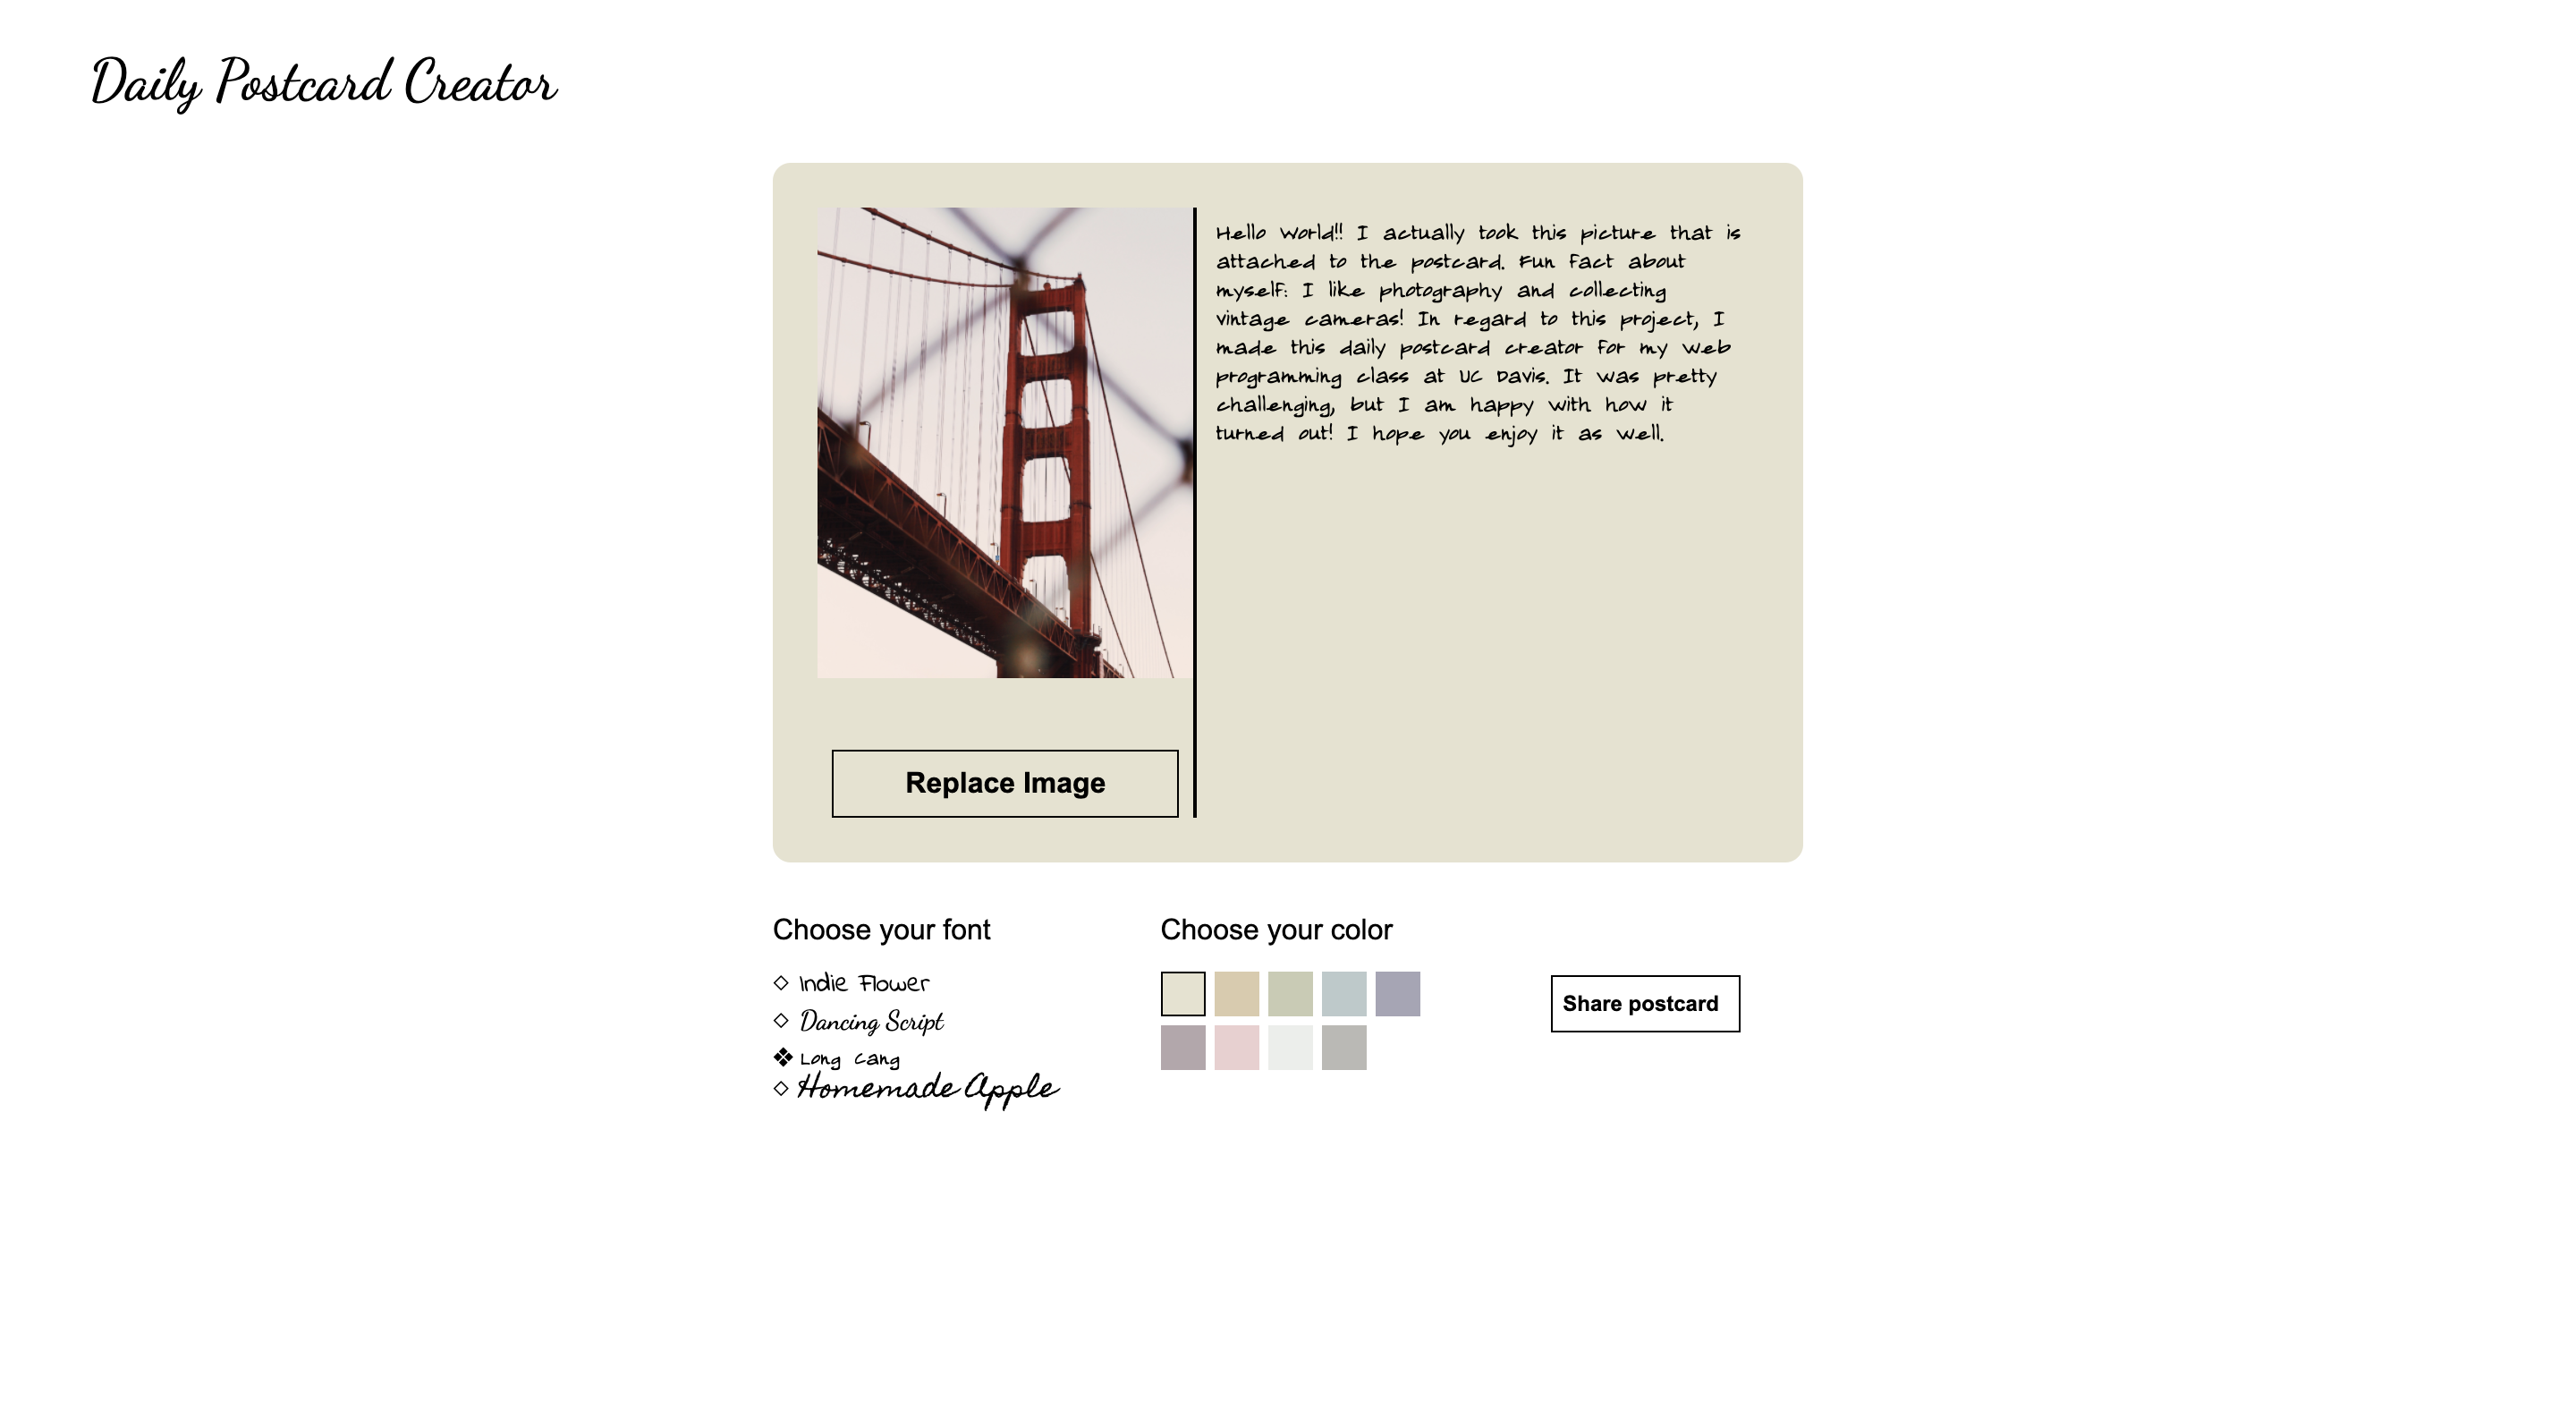 Daily Postcard Creator
Hello World!! I actually took this picture that is
attached to the postcard. Fun fact about
myself: I like photography and collecting
vintage cameras! In regard to this project, I
made this daily postcard creator for my web
programming class at UC Davis. It was pretty
challenging, but I am happy with how it
turned out! I hope you enjoy it as well.
Replace Image
Choose your font
Indie Flower
Dancing Script
Long Cang
Homemade Apple
Choose your color
Share postcard